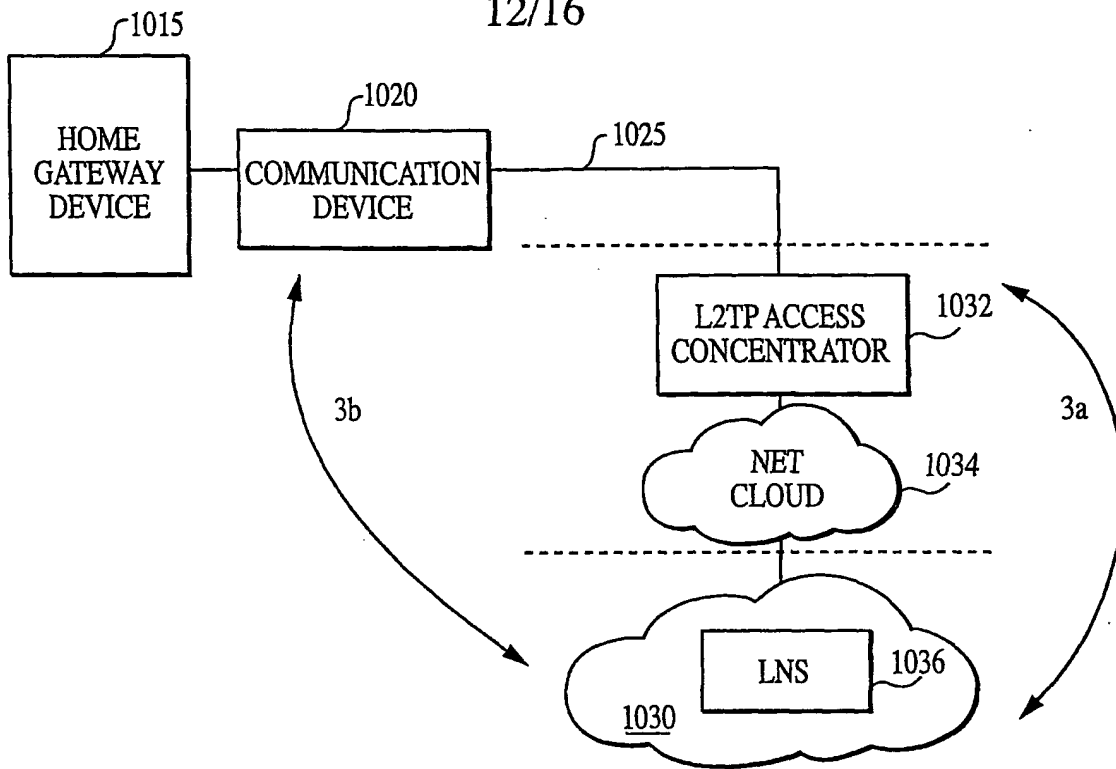 12/16
1015
HOME
GATEWAY
DEVICE
1020
COMMUNICATION
DEVICE
1025
L2TP ACCESS
CONCENTRATOR
1032
3b
3a
NET
CLOUD
1034
LNS
1036
1030